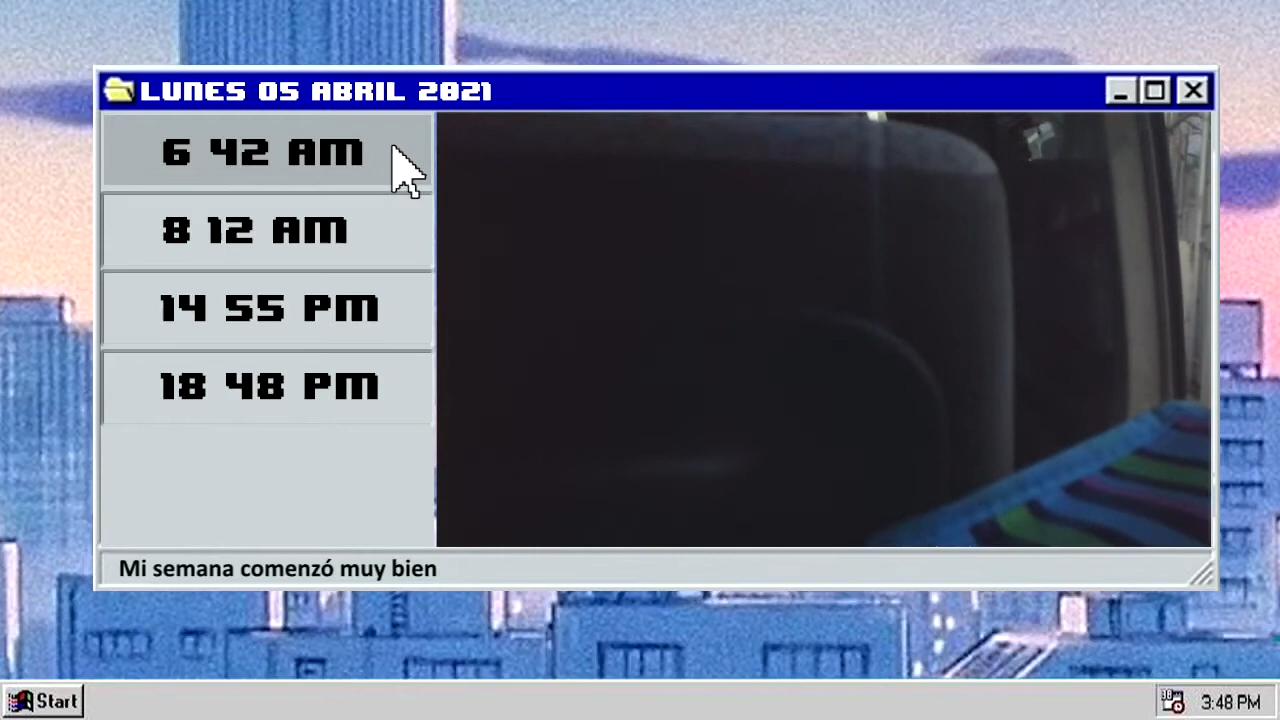 LUNES 05 ABRIL 2021
6 42 AM
8 12 AM
14 55 PM
18 48 PM
Mi semana comenzó muy bien
Start
3:48 PM